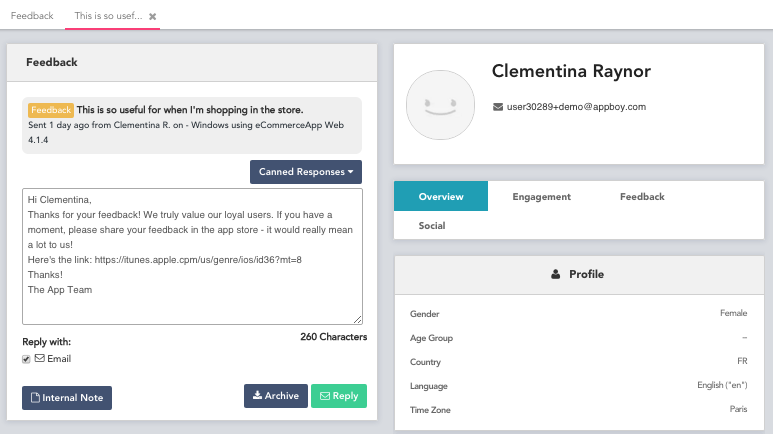 Feedback
This is so usef...
Feedback
Feedback This is so useful for when I'm shopping in the store.
Sent 1 day ago from Clementina R. on - Windows using eCommerceApp Web
4.1.4
Canned Responses
Hi Clementina,
Thanks for your feedback! We truly value our loyal users. If you have a
moment, please share your feedback in the app store - it would really mean
a lot to us!
Here's the link: https://itunes.apple.cpm/us/genre/ios/id36?mt=8
Thanks!
The App Team
260 Characters
Reply with:
Email
Internal Note
Archive
Reply
Clementina Raynor
user30289+demo@appboy.com
Overview
Engagement
Feedback
Social
Profile
Gender Female
Age Group –
Country FR
Language English ("en")
Time Zone Paris